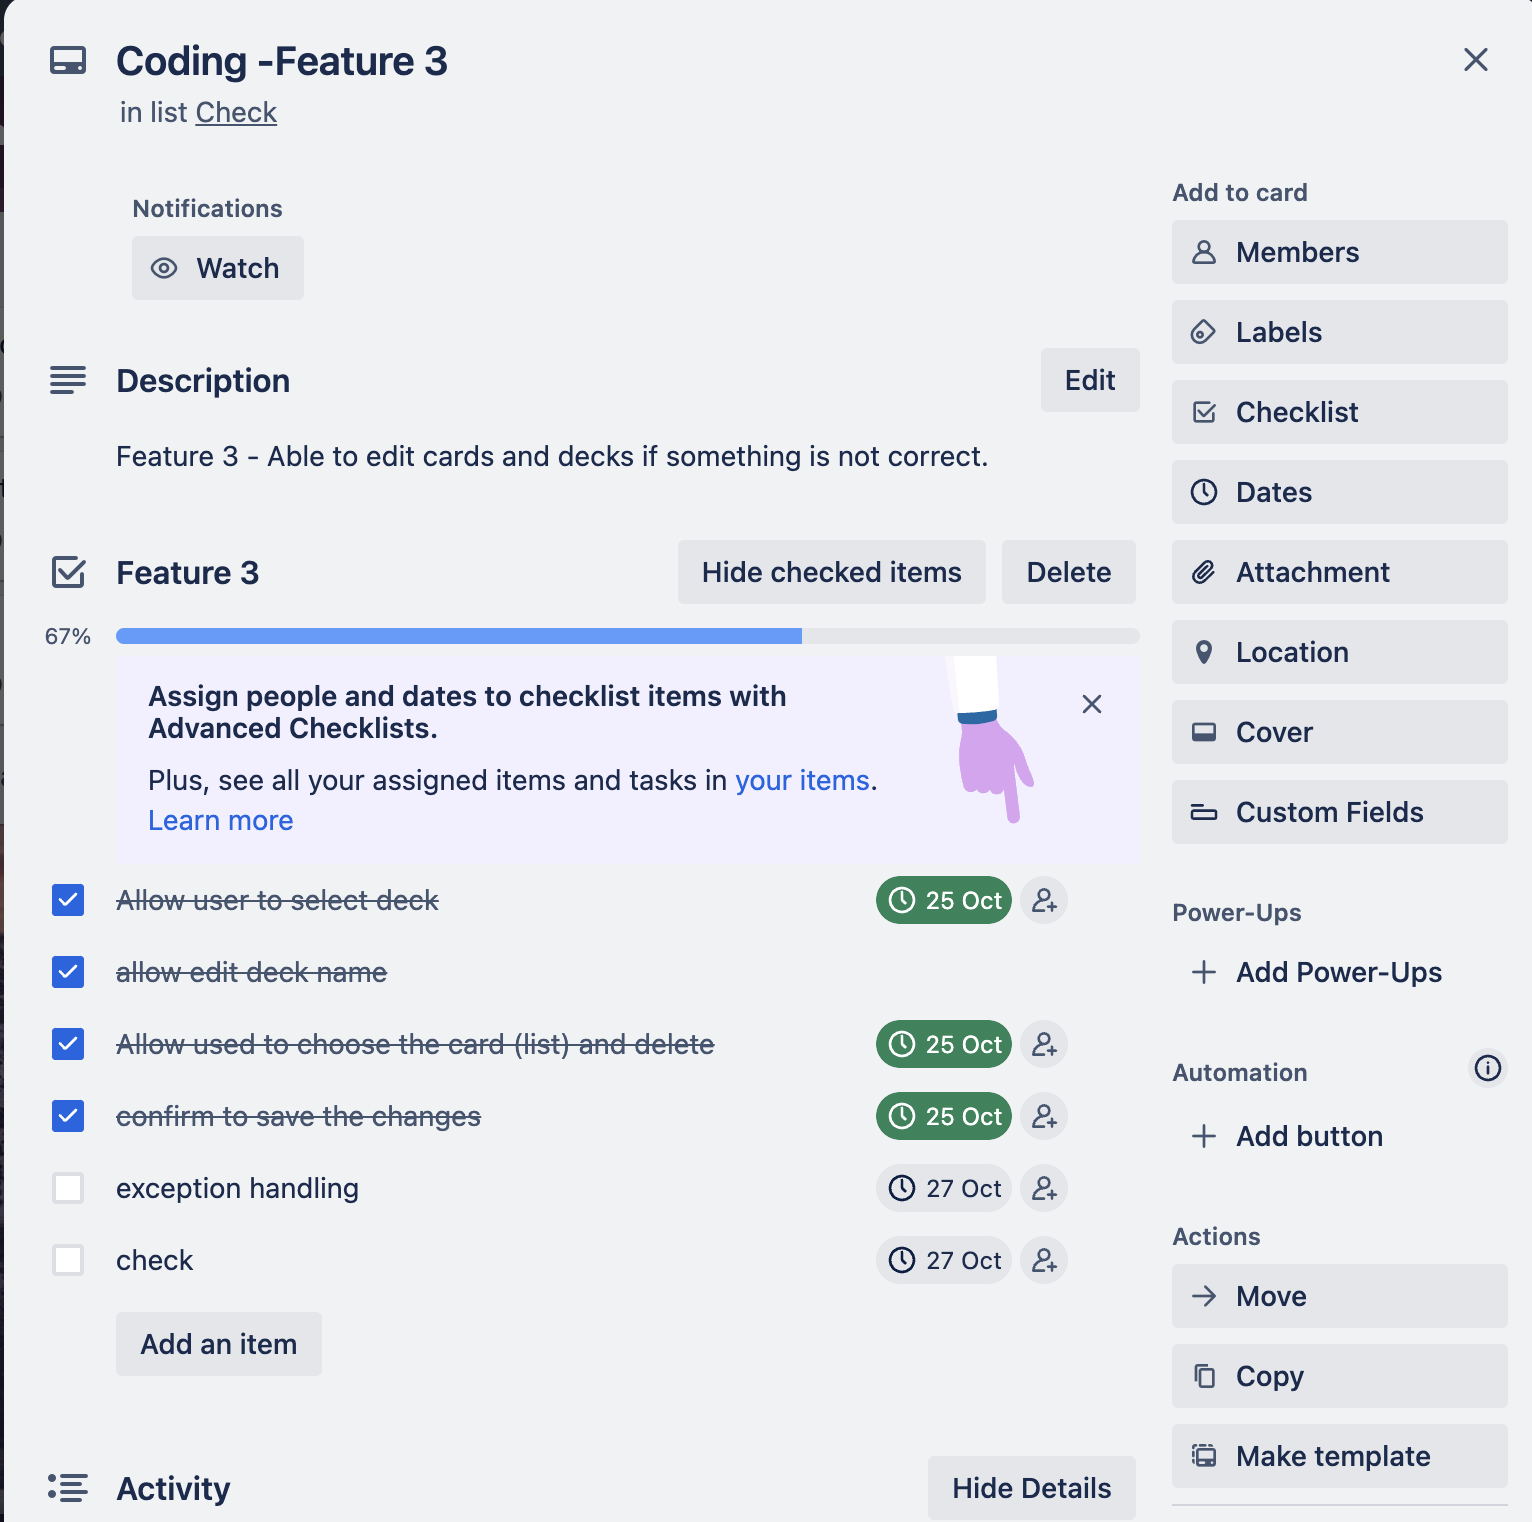 Coding -Feature 3
in list Check
Notifications
Watch
Description
Edit
Feature 3 - Able to edit cards and decks if something is not correct.
Feature 3
Hide checked items
Delete
67%
Assign people and dates to checklist items with
Advanced Checklists.
Plus, see all your assigned items and tasks in your items.
Learn more
Allow user to select deck
25 Oct
allow edit deck name
Allow used to choose the card (list) and delete
25 Oct
confirm to save the changes
25 Oct
exception handling
27 Oct
check
27 Oct
Add an item
Activity
Hide Details
Add to card
Members
Labels
Checklist
Dates
Attachment
Location
Cover
Custom Fields
Power-Ups
Add Power-Ups
Automation
Add button
Actions
Move
Copy
Make template